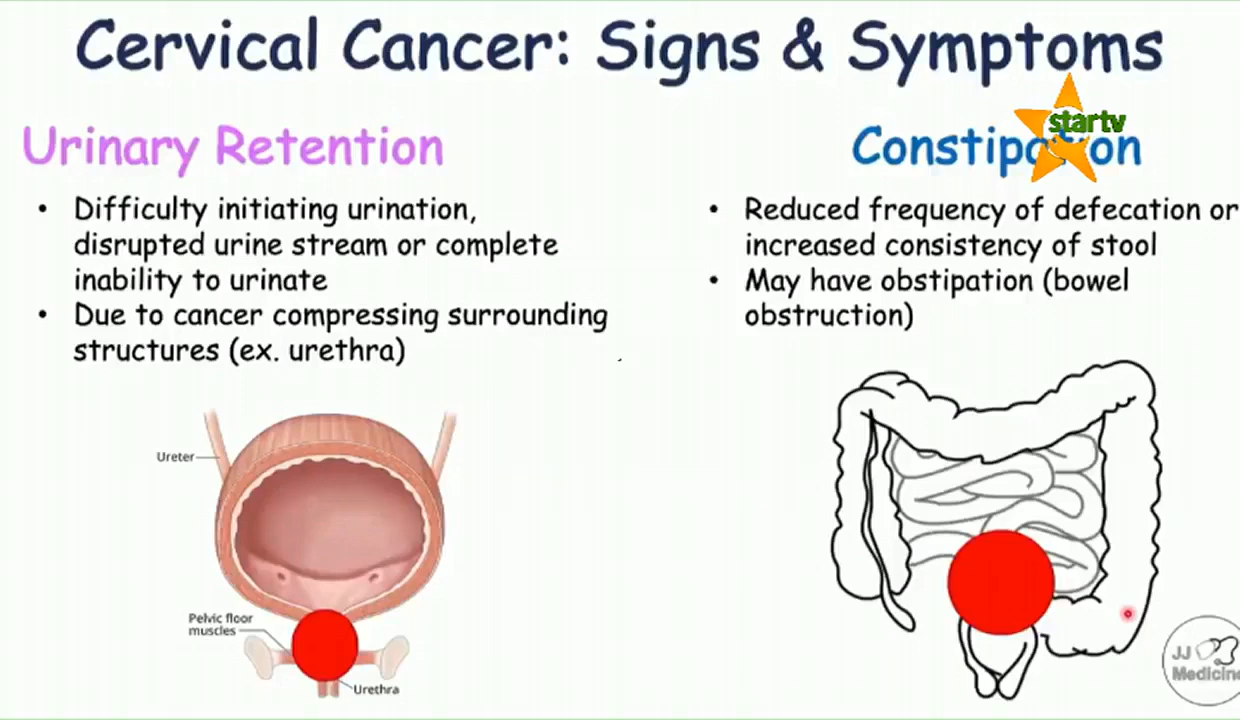 Cervical Cancer: Signs & Symptoms
Urinary Retention
• Difficulty initiating urination,
disrupted urine stream or complete
inability to urinate
• Due to cancer compressing surrounding
structures (ex. urethra)
Ureter
Pelvic floor
muscles
Urethra
Constipation
startv
• Reduced frequency of defecation or
increased consistency of stool
• May have obstipation (bowel
obstruction)
JJ
Medicine